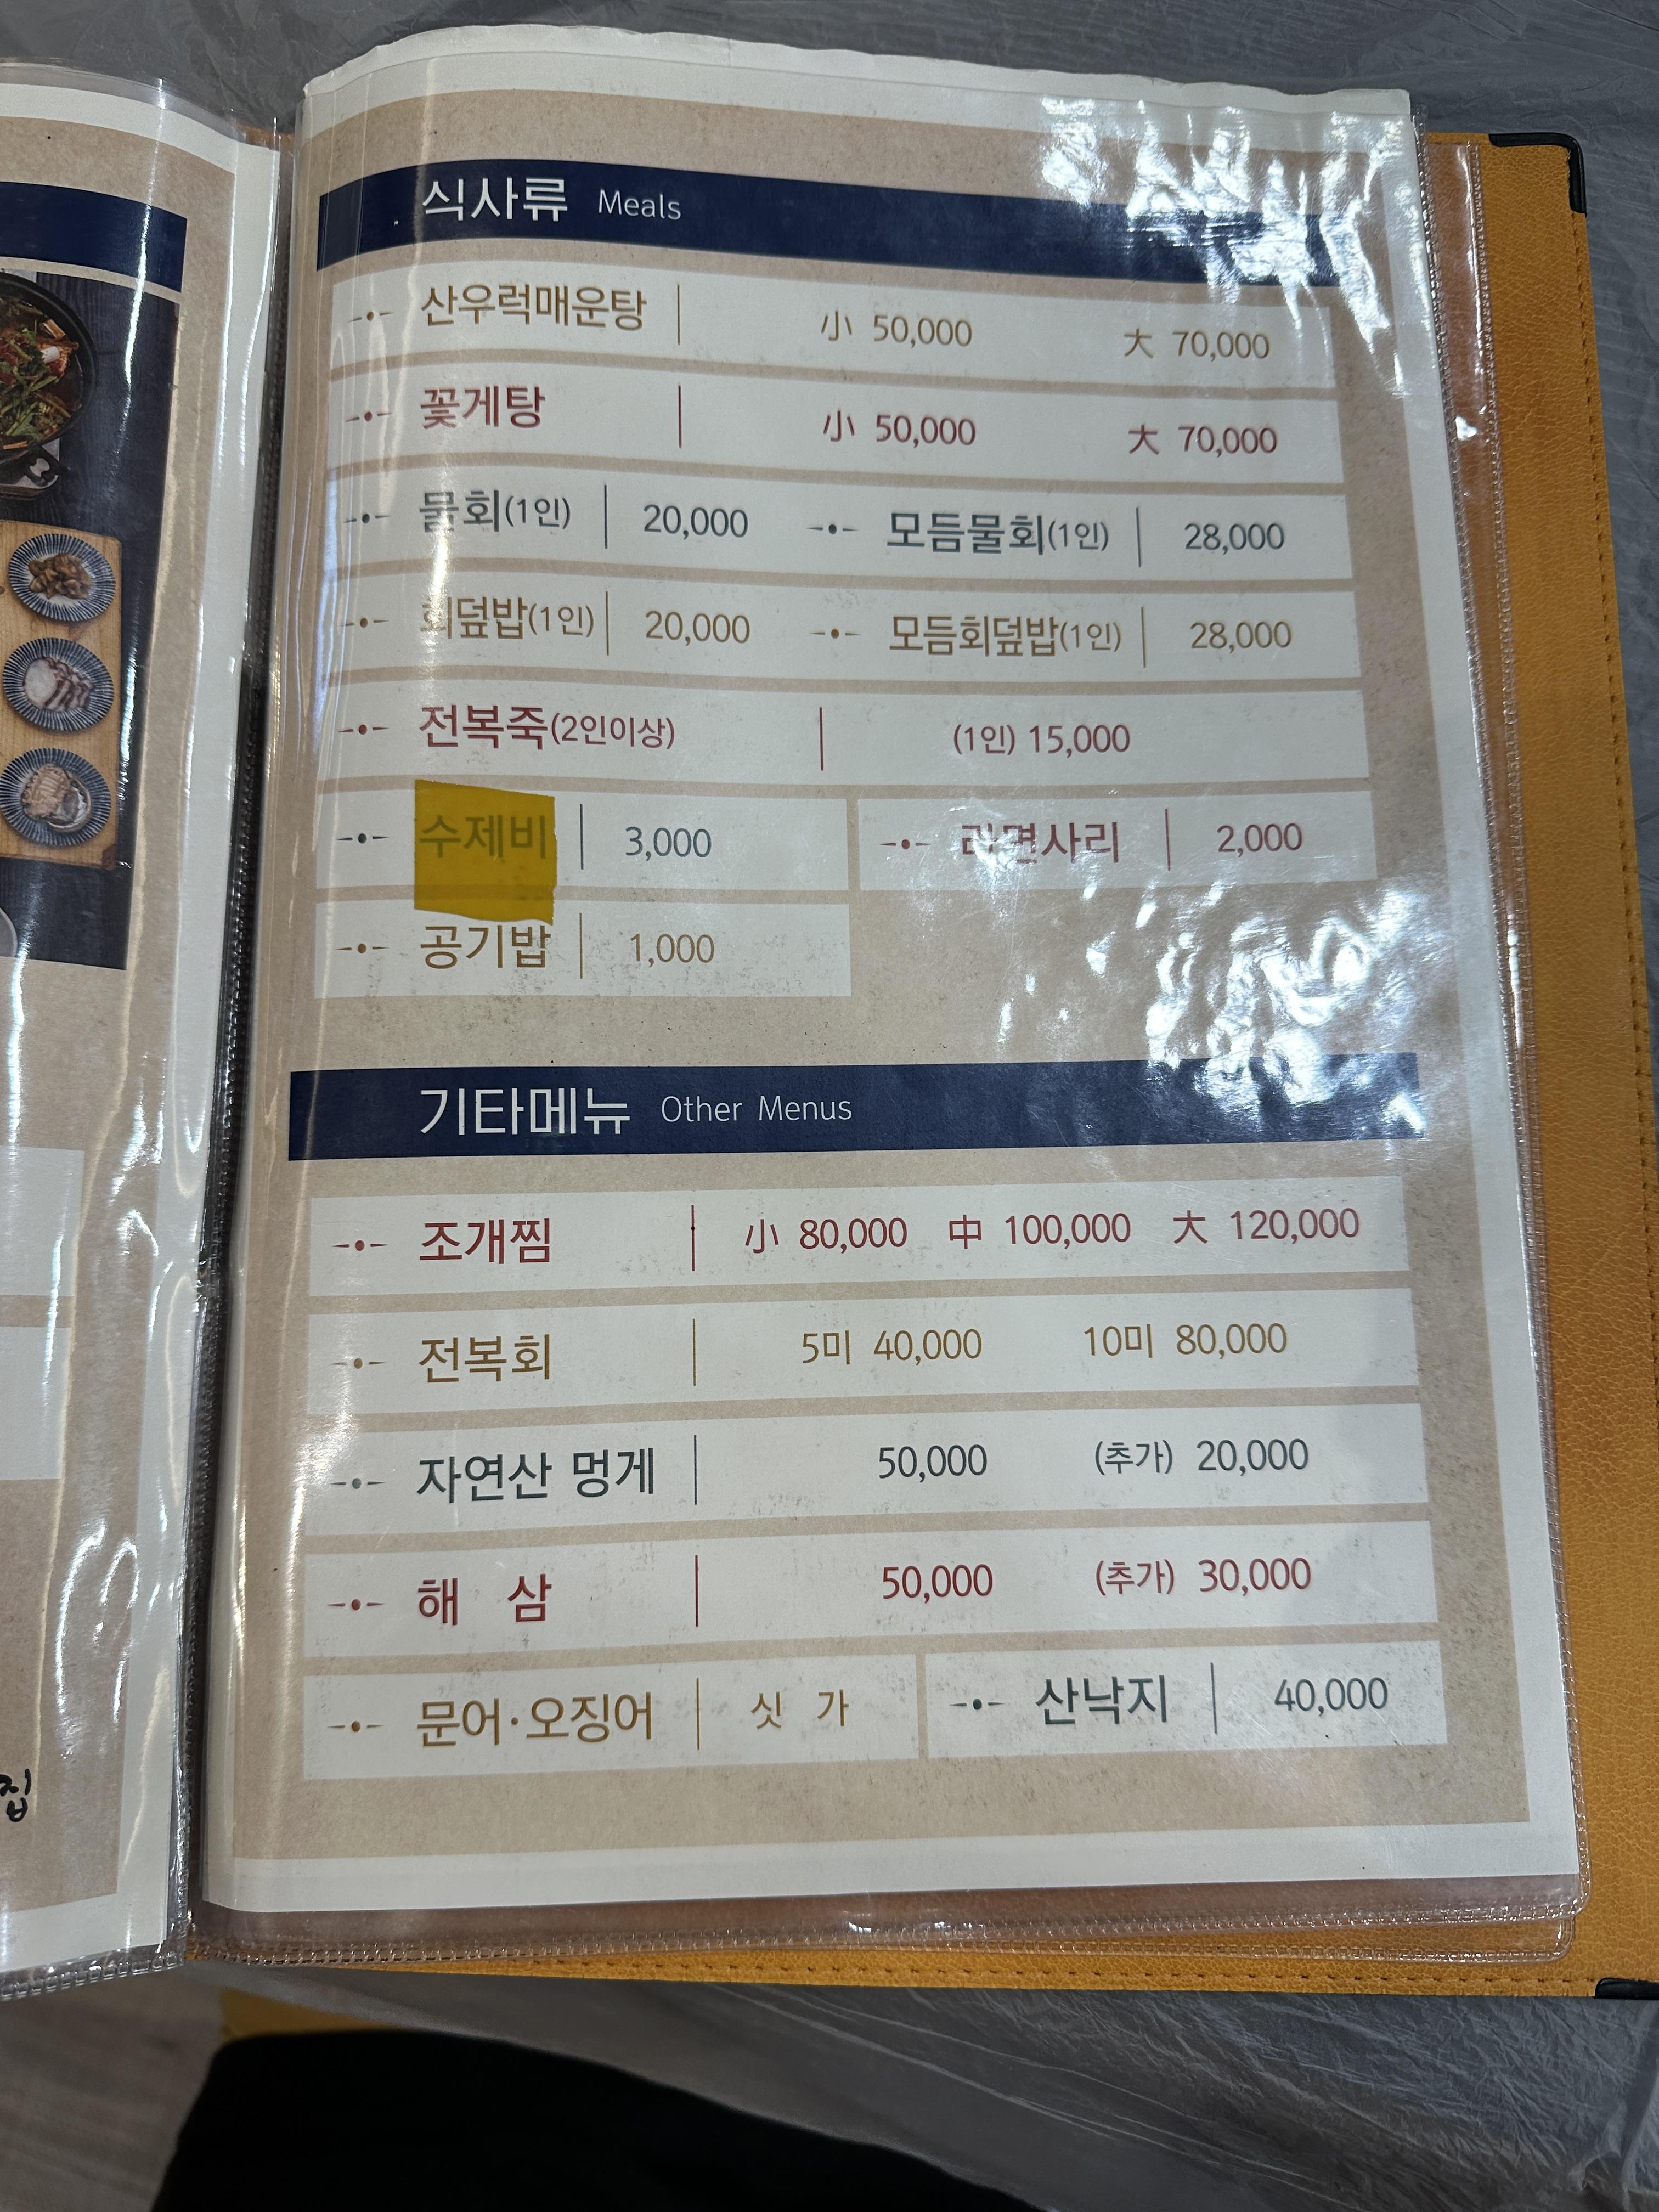 식사류 Meals
산우럭매운탕 小 50,000 大 70,000
꽃게탕 小 50,000 大 70,000
물회(1인) 20,000 모듬물회(1인) 28,000
회덮밥(1인) 20,000 모듬회덮밥(1인) 28,000
전복죽(2인이상) (1인) 15,000
수제비 3,000 라면사리 2,000
공기밥 1,000
기타메뉴 Other Menus
조개찜 小 80,000 中 100,000 大 120,000
전복회 5미 40,000 10미 80,000
자연산 멍게 50,000 (추가) 20,000
해 삼 50,000 (추가) 30,000
문어·오징어 싯 가 산낙지 40,000
집